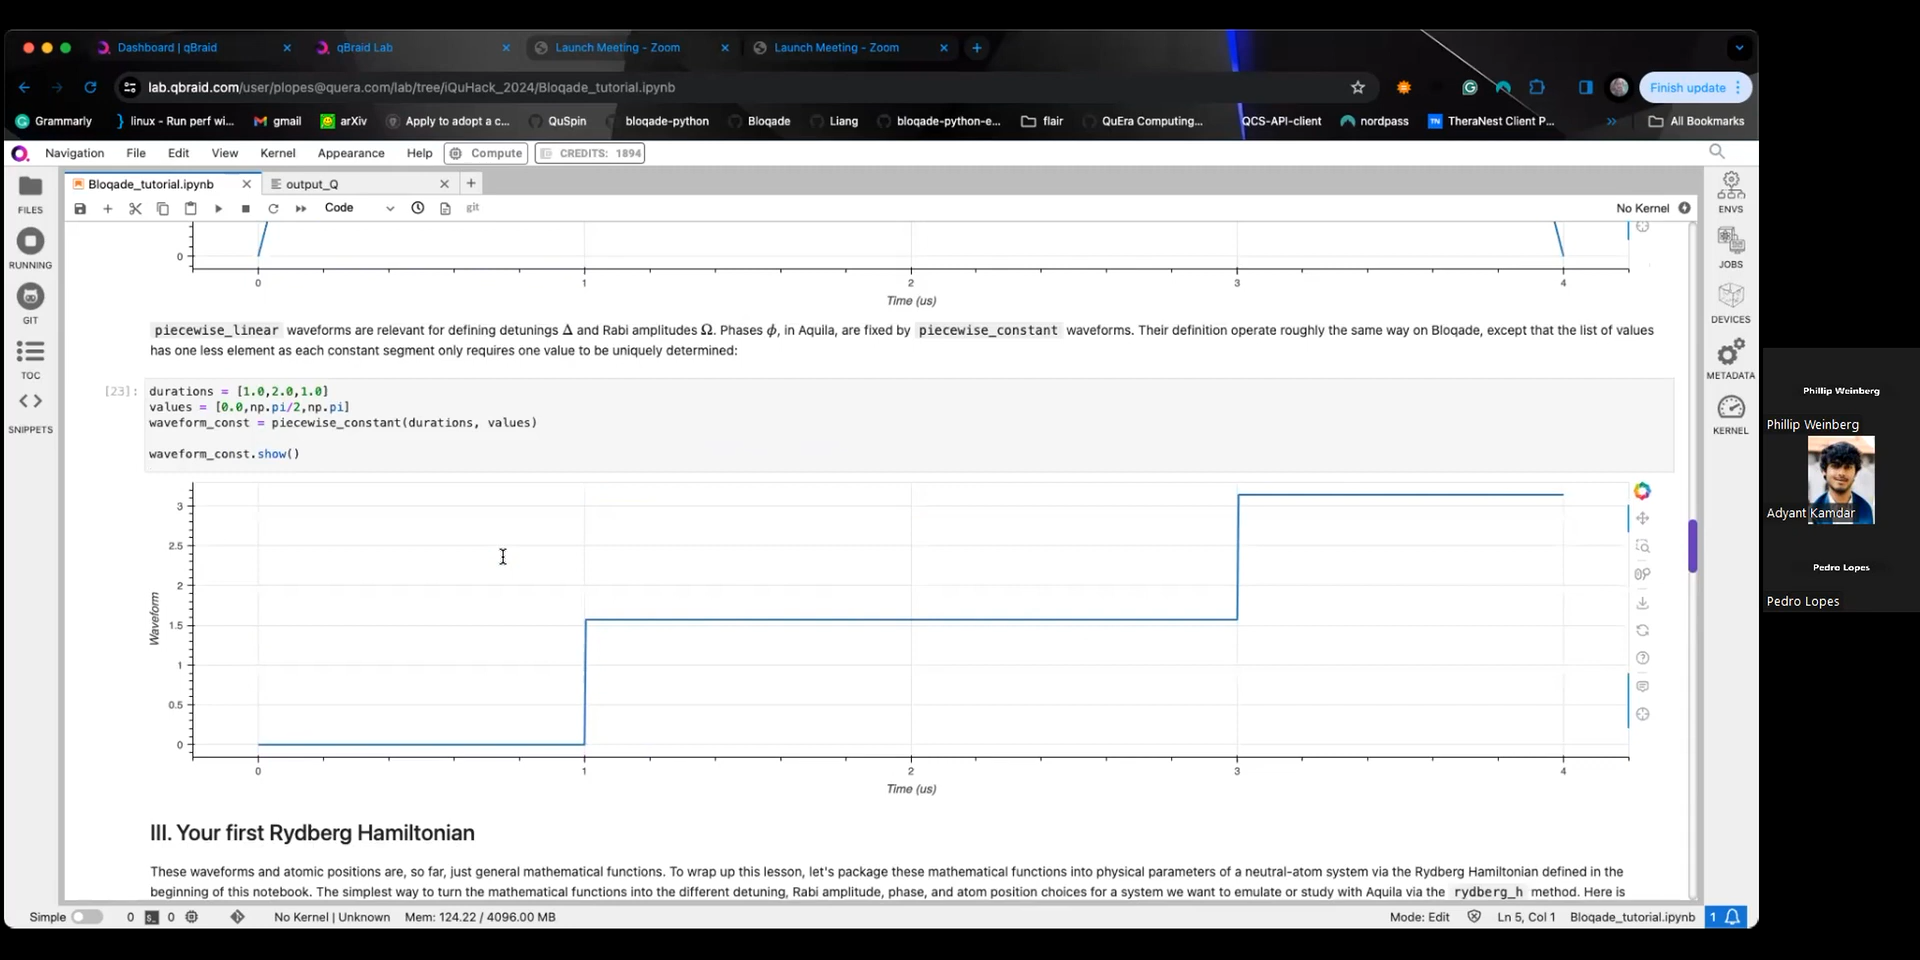 Dashboard | qBraid
qBraid Lab
Launch Meeting - Zoom
Launch Meeting - Zoom
lab.qbraid.com/user/plopes@quera.com/lab/tree/iQuHack_2024/Bloqade_tutorial.ipynb
Finish update
Grammarly
linux - Run perf wi...
gmail
arXiv
Apply to adopt a c...
QuSpin
bloqade-python
Bloqade
Liang
bloqade-python-e...
flair
QuEra Computing...
QCS-API-client
nordpass
TheraNest Client P...
»
All Bookmarks
Navigation
File
Edit
View
Kernel
Appearance
Help
Compute
CREDITS: 1894
Bloqade_tutorial.ipynb
output_Q
Code
git
No Kernel
FILES
RUNNING
GIT
TOC
SNIPPETS
0
0 1 2 3 4
Time (us)
piecewise_linear waveforms are relevant for defining detunings Δ and Rabi amplitudes Ω. Phases ϕ, in Aquila, are fixed by piecewise_constant waveforms. Their definition operate roughly the same way on Bloqade, except that the list of values
has one less element as each constant segment only requires one value to be uniquely determined:
[23]:
durations = [1.0,2.0,1.0]
values = [0.0,np.pi/2,np.pi]
waveform_const = piecewise_constant(durations, values)
waveform_const.show()
3
2.5
2
1.5
1
0.5
0
Waveform
0 1 2 3 4
Time (us)
III. Your first Rydberg Hamiltonian
These waveforms and atomic positions are, so far, just general mathematical functions. To wrap up this lesson, let's package these mathematical functions into physical parameters of a neutral-atom system via the Rydberg Hamiltonian defined in the
beginning of this notebook. The simplest way to turn the mathematical functions into the different detuning, Rabi amplitude, phase, and atom position choices for a system we want to emulate or study with Aquila via the rydberg_h method. Here is
ENVS
JOBS
DEVICES
METADATA
KERNEL
Simple
0
0
No Kernel | Unknown
Mem: 124.22 / 4096.00 MB
Mode: Edit
Ln 5, Col 1
Bloqade_tutorial.ipynb
1
Phillip Weinberg
Phillip Weinberg
Adyant Kamdar
Pedro Lopes
Pedro Lopes